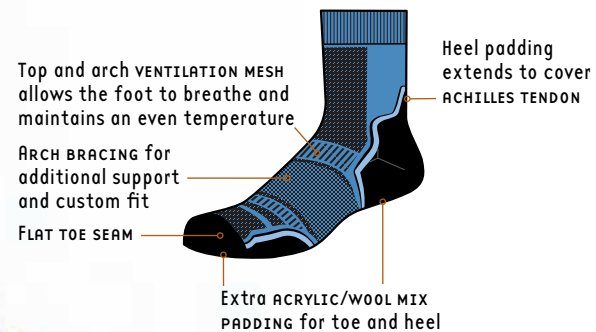 Top and arch VENTILATION MESH
allows the foot to breathe and
maintains an even temperature
ARCH BRACING for
additional support
and custom fit
FLAT TOE SEAM
Heel padding
extends to cover
ACHILLES TENDON
Extra ACRYLIC/WOOL MIX
PADDING for toe and heel